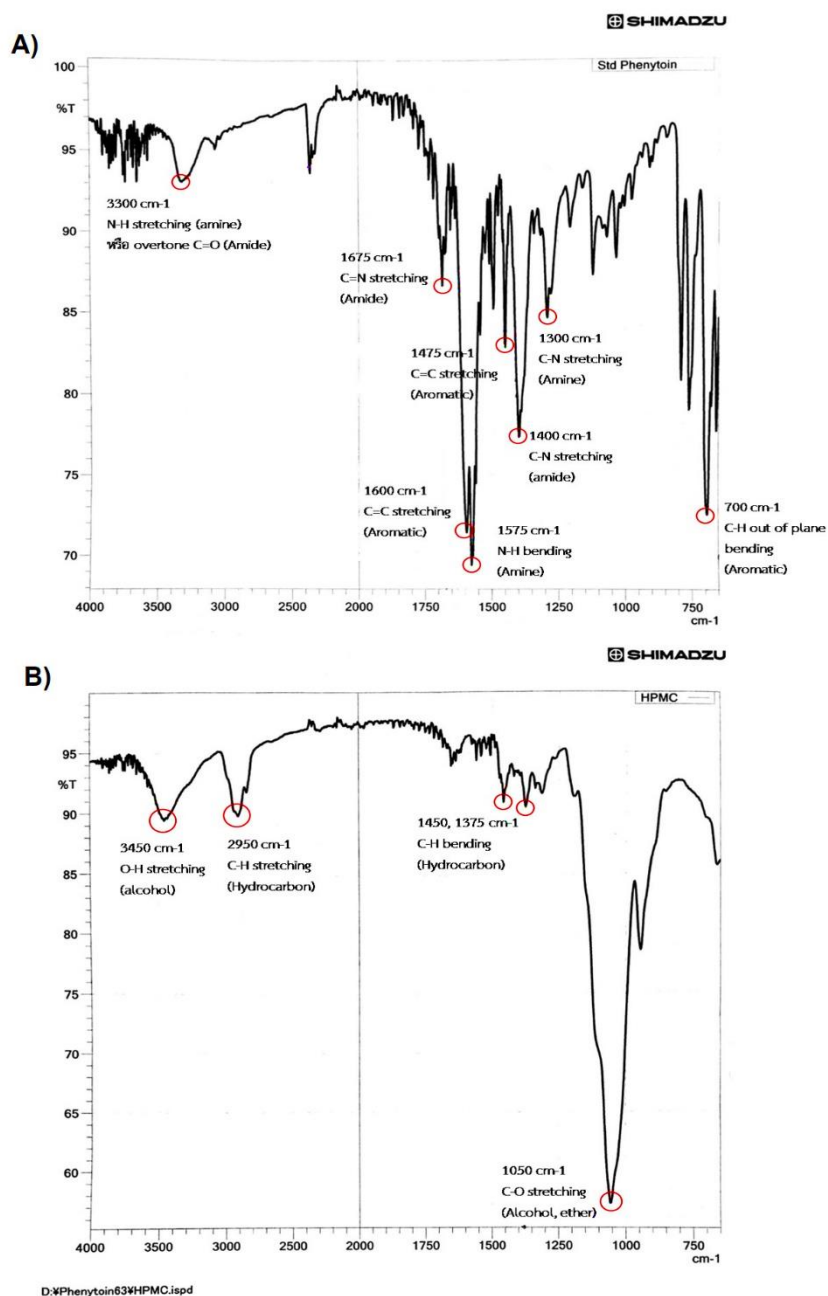 SHIMADZU
A)
Std Phenytoin
100
%T
95
90
85
80
75
70
3300 cm-1
N-H stretching (amine)
หรือ overtone C=O (Amide)
1675 cm-1
C=N stretching
(Amide)
1475 cm-1
C=C stretching
(Aromatic)
1300 cm-1
C-N stretching
(Amine)
1400 cm-1
C-N stretching
(amide)
1600 cm-1
C=C stretching
(Aromatic)
1575 cm-1
N-H bending
(Amine)
700 cm-1
C-H out of plane
bending
(Aromatic)
4000 3500 3000 2500 2000 1750 1500 1250 1000 750
cm-1
SHIMADZU
B)
HPMC
95
%T
90
85
80
75
70
65
60
3450 cm-1
O-H stretching
(alcohol)
2950 cm-1
C-H stretching
(Hydrocarbon)
1450, 1375 cm-1
C-H bending
(Hydrocarbon)
1050 cm-1
C-O stretching
(Alcohol, ether)
4000 3500 3000 2500 2000 1750 1500 1250 1000 750
cm-1
D:¥Phenytoin63¥HPMC.ispd